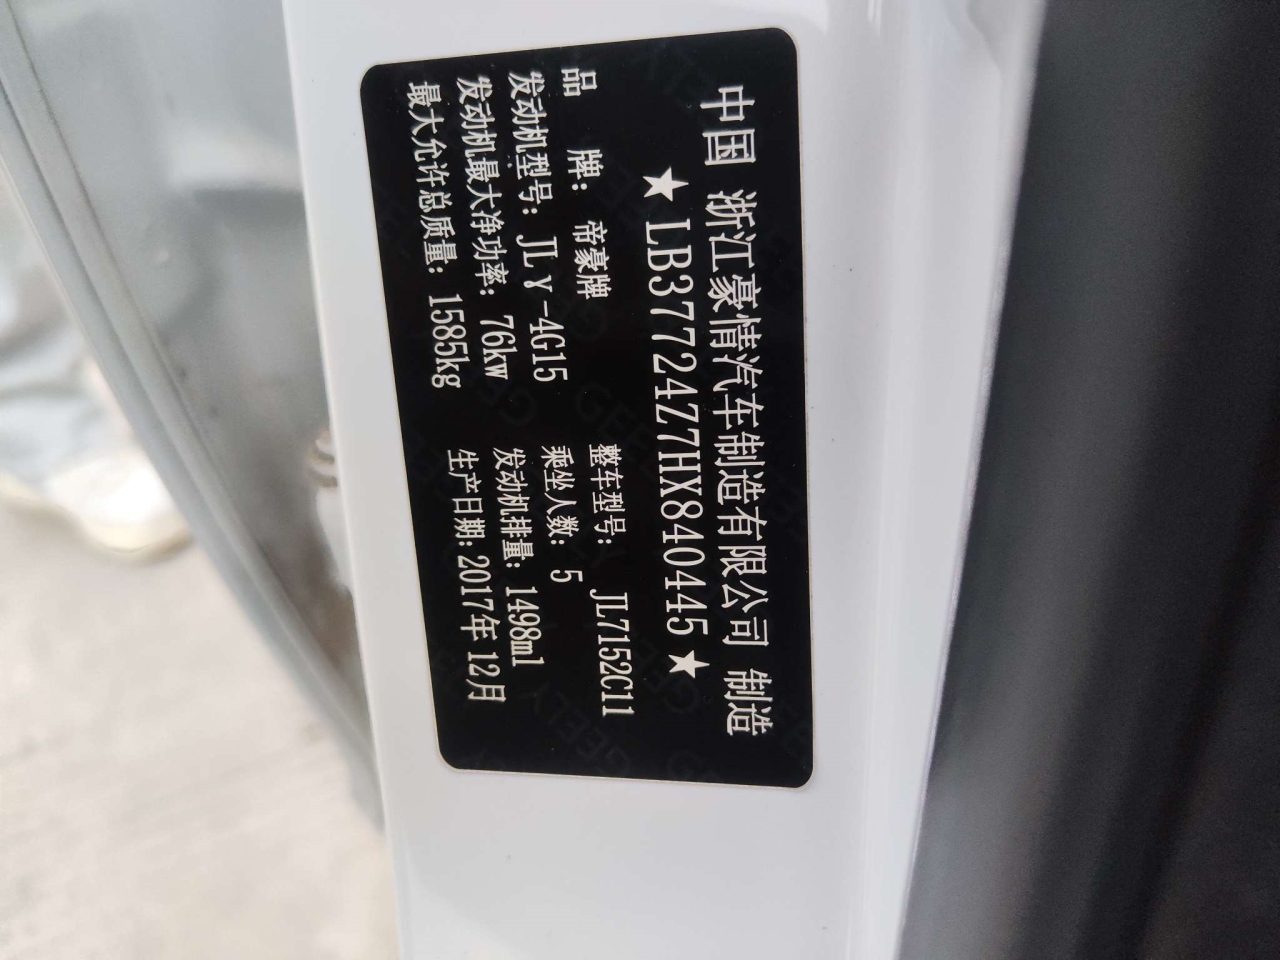 中国 浙江豪情汽车制造有限公司 制造
★LB37724Z7HX840445★
品 牌: 帝豪牌 整车型号: JL7152C11
发动机型号: JLγ-4G15 乘坐人数: 5
发动机最大净功率: 76kw 发动机排量: 1498ml
最大允许总质量: 1585kg 生产日期: 2017年12月